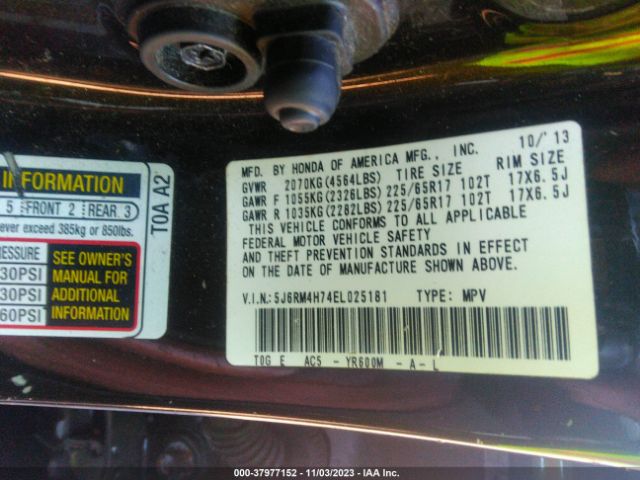 INFORMATION
5 FRONT 2 REAR 3
ever exceed 385kg or 850lbs.
PRESSURE
30PSI
30PSI
60PSI
SEE OWNER'S
MANUAL FOR
ADDITIONAL
INFORMATION
T0A A2
10/'13
MFD. BY HONDA OF AMERICA MFG., INC.
GVWR 2070KG(4564LBS) TIRE SIZE RIM SIZE
GAWR F 1055KG(2326LBS) 225/65R17 102T 17X6.5J
GAWR R 1035KG(2282LBS) 225/65R17 102T 17X6.5J
THIS VEHICLE CONFORMS TO ALL APPLICABLE
FEDERAL MOTOR VEHICLE SAFETY
AND THEFT PREVENTION STANDARDS IN EFFECT
ON THE DATE OF MANUFACTURE SHOWN ABOVE.
V.I.N.:5J6RM4H74EL025181 TYPE: MPV
T0G E AC5 - YR600M - A - L
000-37977152 - 11/03/2023 - IAA Inc.